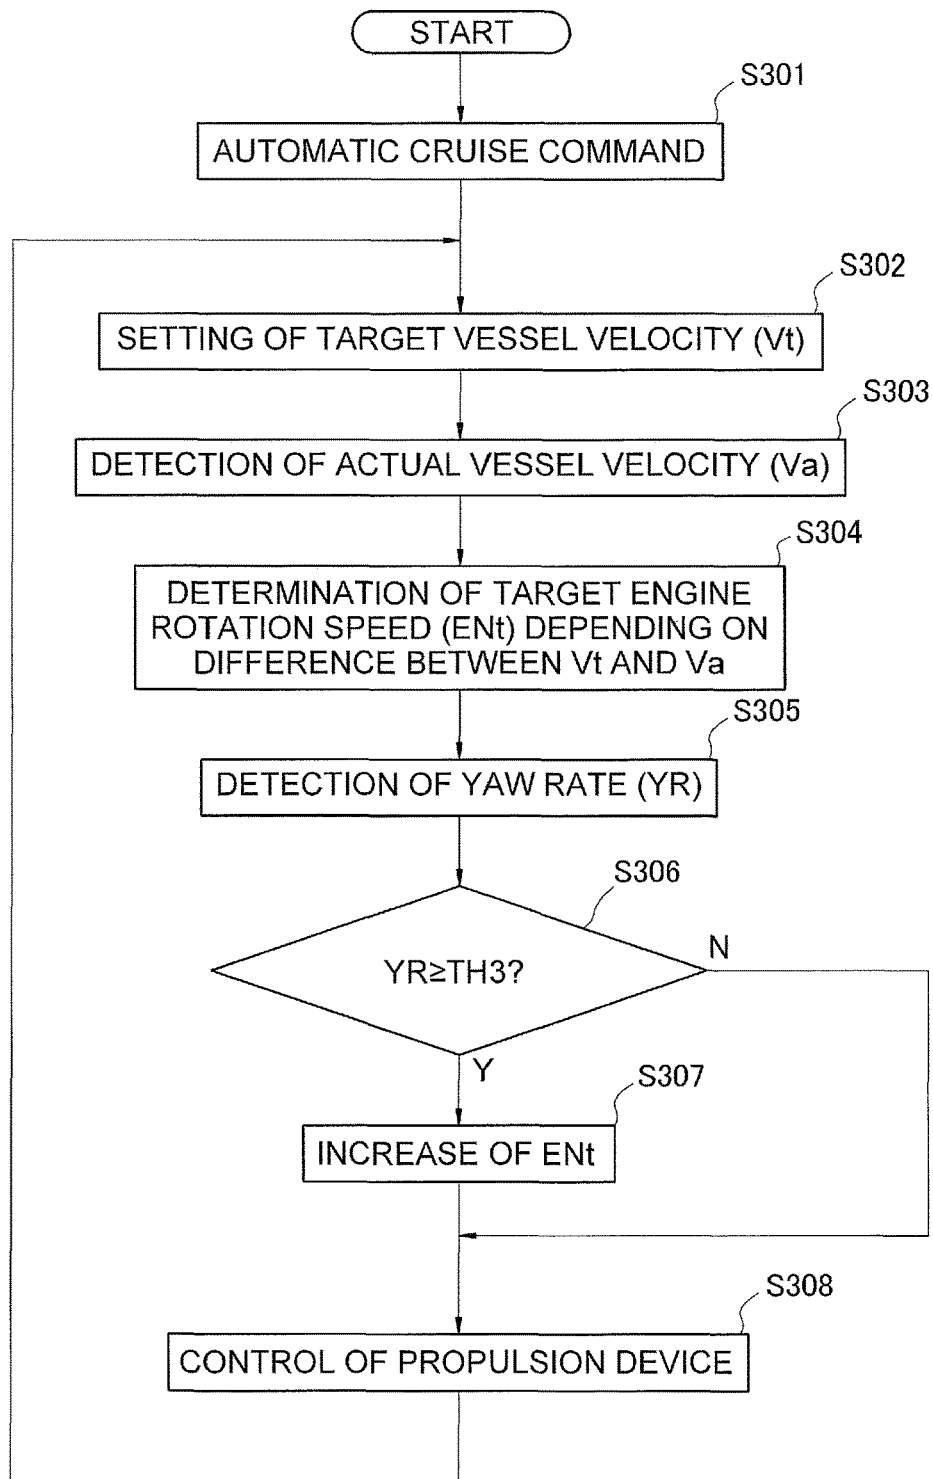 START
S301
AUTOMATIC CRUISE COMMAND
S302
SETTING OF TARGET VESSEL VELOCITY (Vt)
S303
DETECTION OF ACTUAL VESSEL VELOCITY (Va)
S304
DETERMINATION OF TARGET ENGINE
ROTATION SPEED (ENt) DEPENDING ON
DIFFERENCE BETWEEN Vt AND Va
S305
DETECTION OF YAW RATE (YR)
S306
YR≥TH3?
N
Y
S307
INCREASE OF ENt
S308
CONTROL OF PROPULSION DEVICE